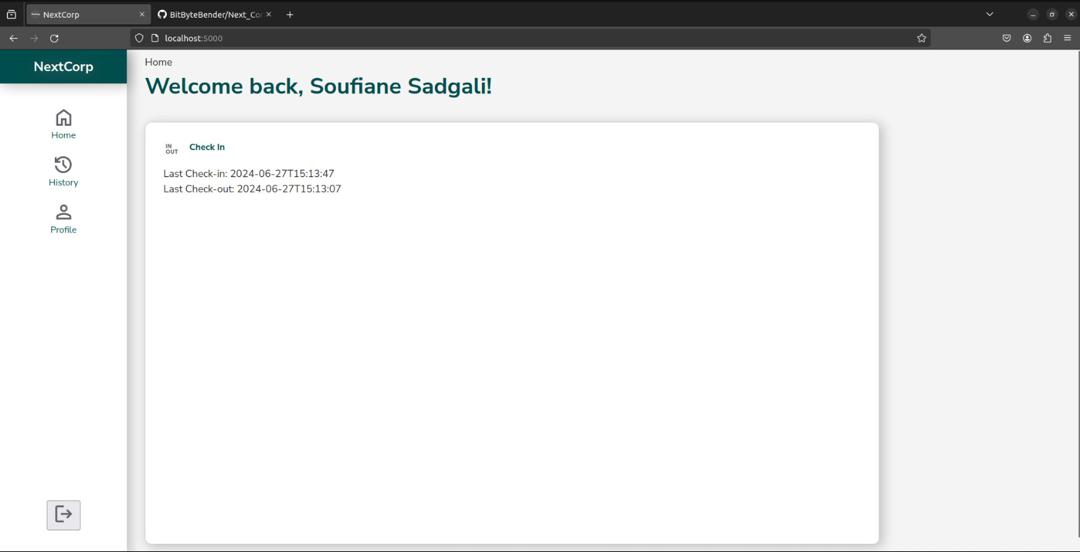 NextCorp
BitByteBender/Next_Co
localhost:5000
NextCorp
Home
History
Profile
Home
Welcome back, Soufiane Sadgali!
IN
OUT
Check In
Last Check-in: 2024-06-27T15:13:47
Last Check-out: 2024-06-27T15:13:07